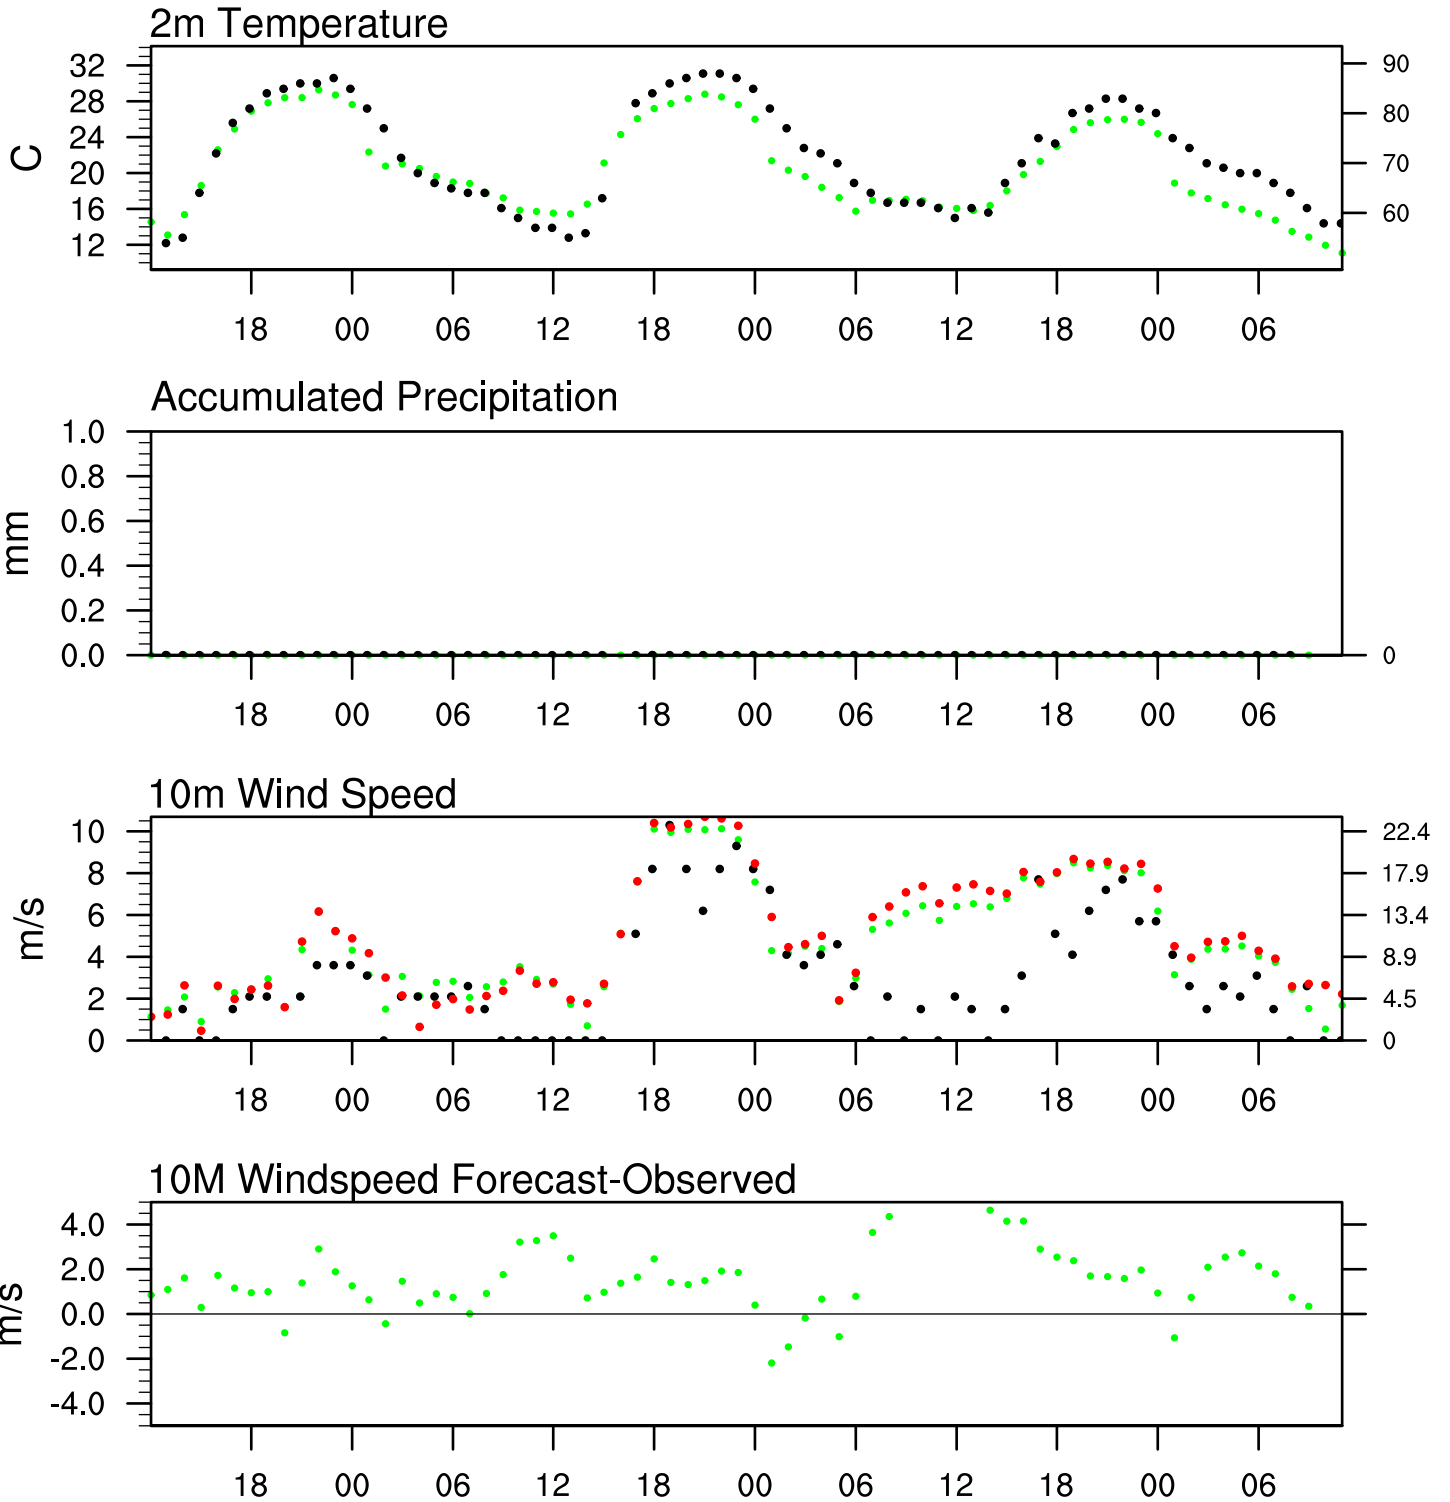 2m Temperature
32
28
24
20
16
12
C
90
80
70
60
18 00 06 12 18 00 06 12 18 00 06
Accumulated Precipitation
1.0
0.8
0.6
0.4
0.2
0.0
mm
0
18 00 06 12 18 00 06 12 18 00 06
10m Wind Speed
10
8
6
4
2
0
m/s
22.4
17.9
13.4
8.9
4.5
0
18 00 06 12 18 00 06 12 18 00 06
10M Windspeed Forecast-Observed
4.0
2.0
0.0
-2.0
-4.0
m/s
18 00 06 12 18 00 06 12 18 00 06